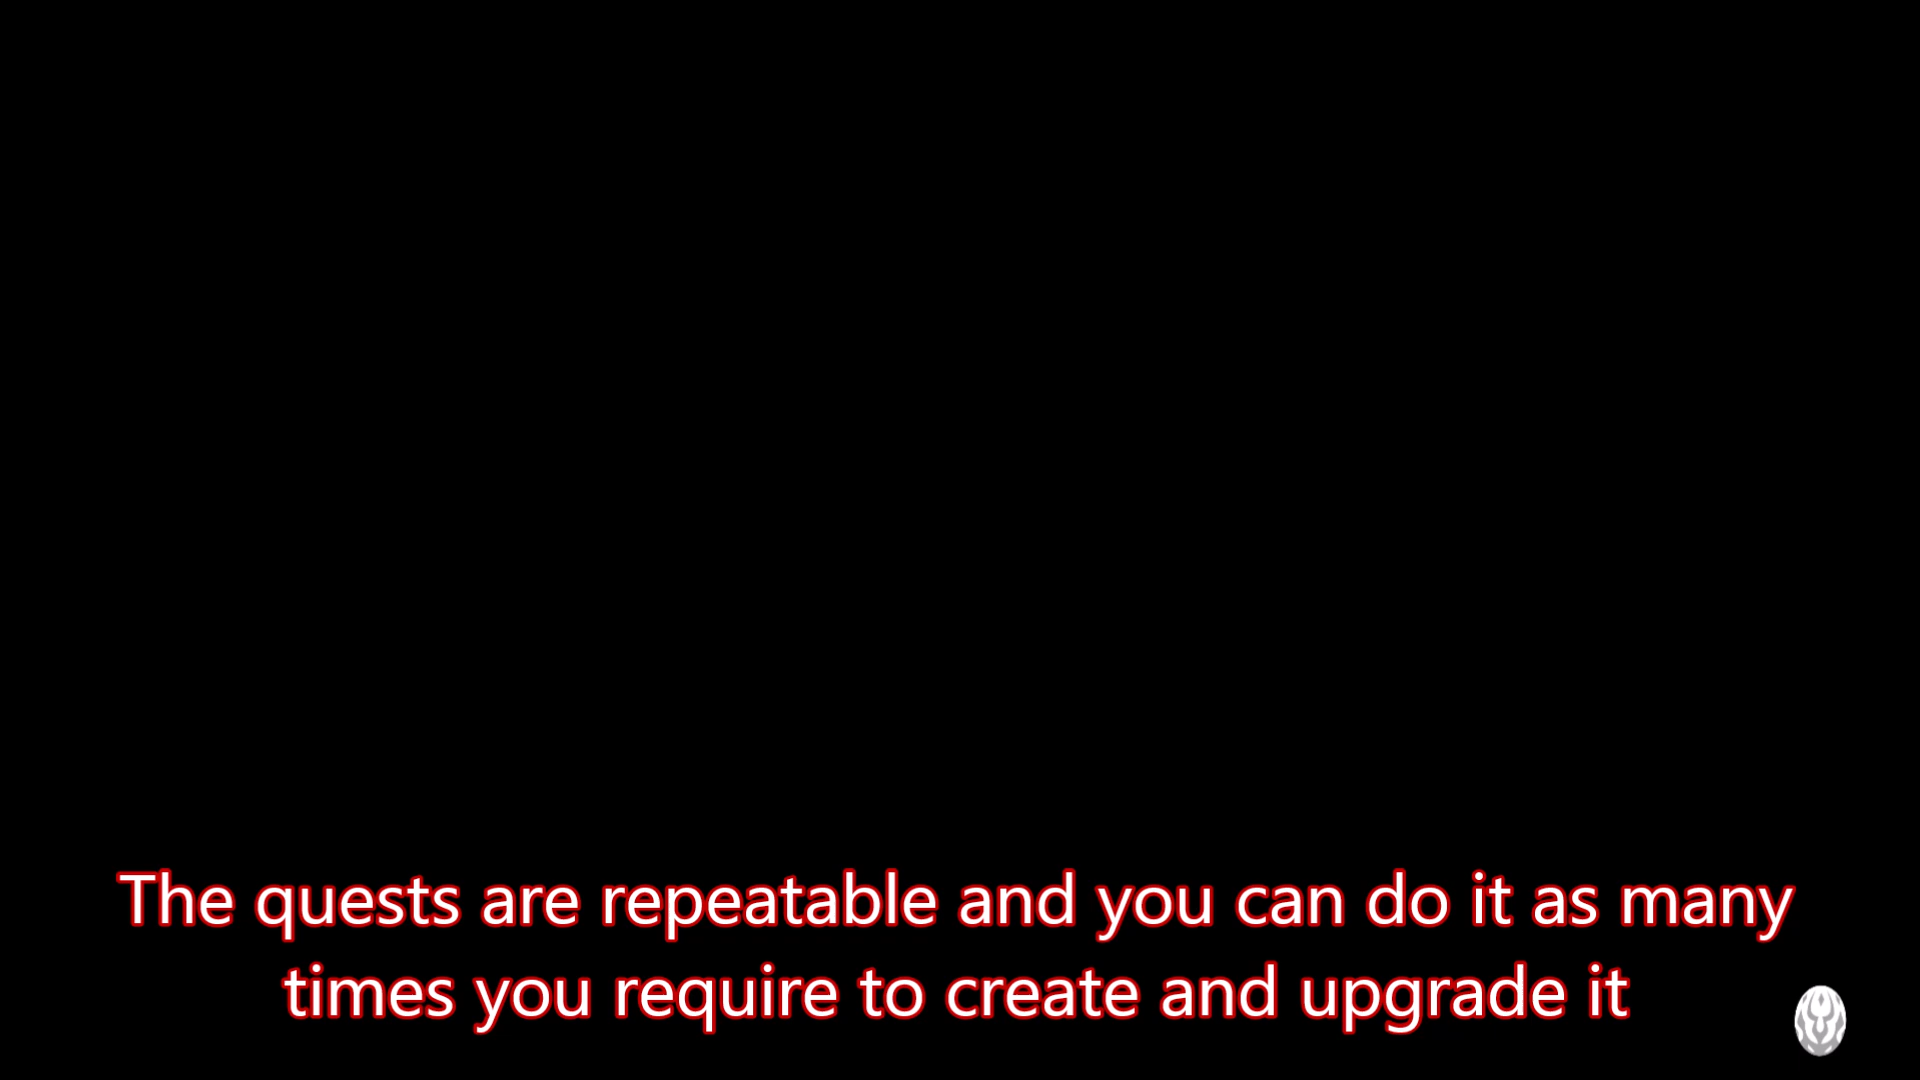 The quests are repeatable and you can do it as many
times you require to create and upgrade it